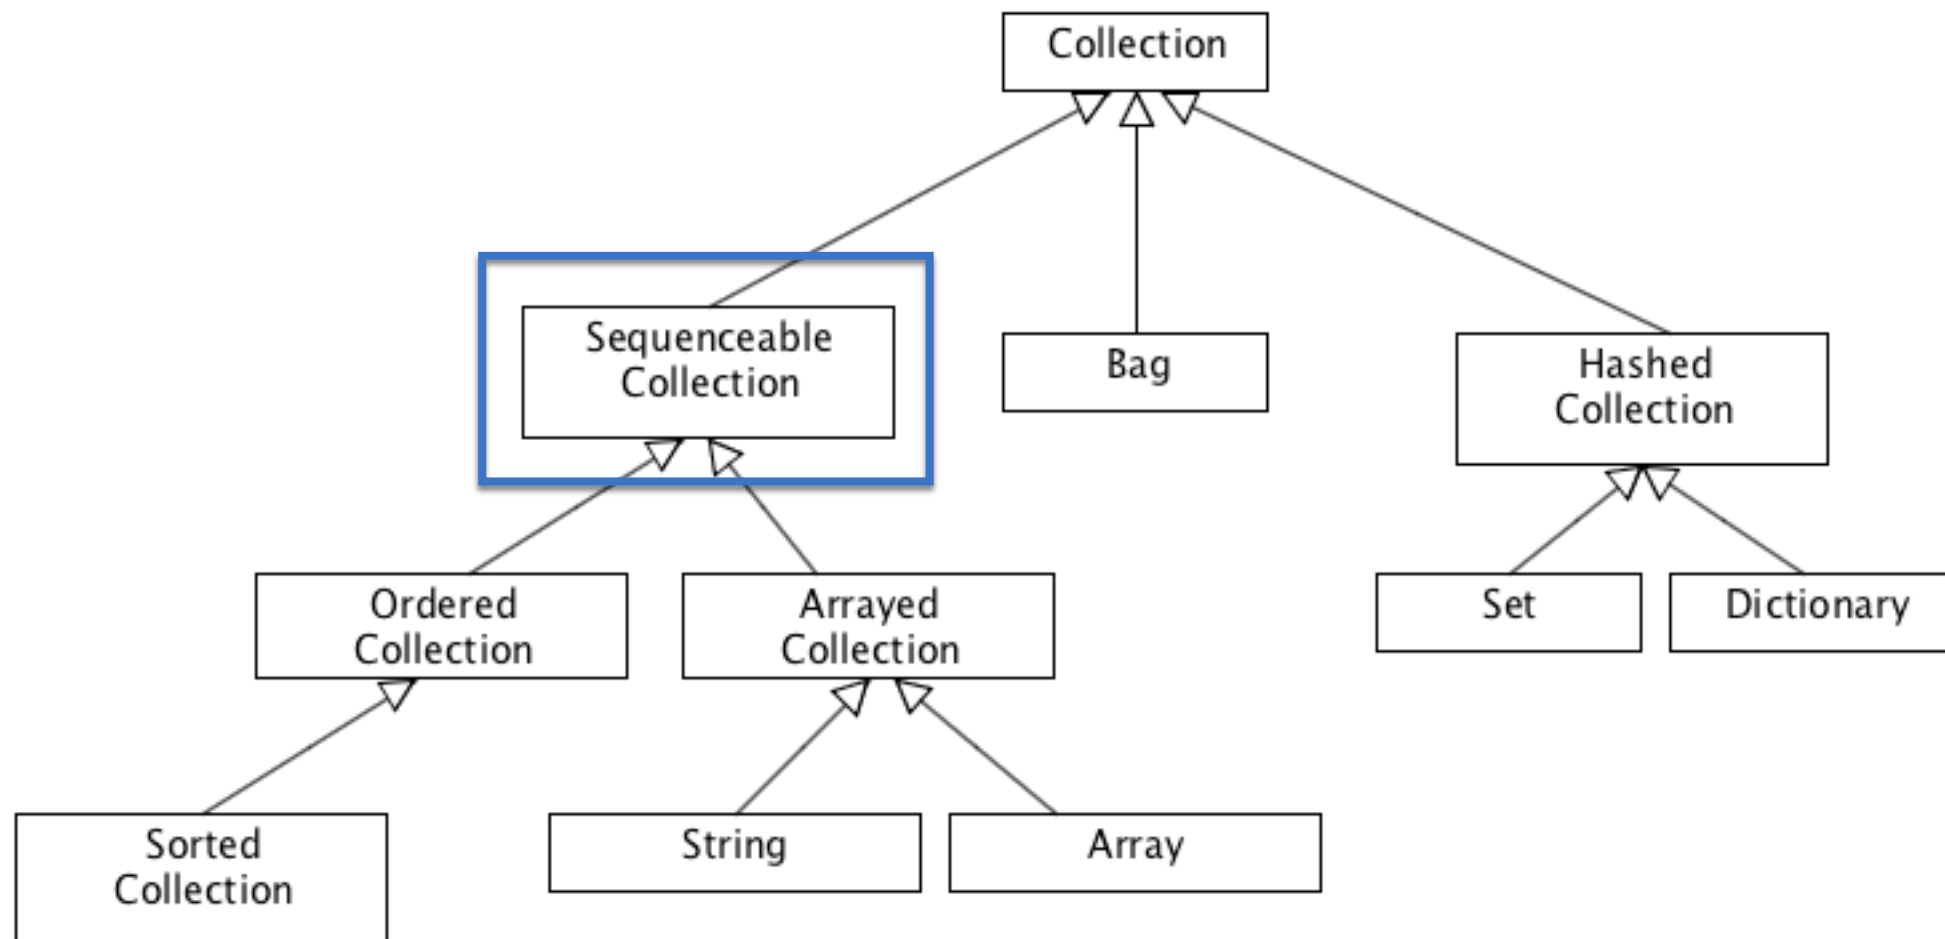 Collection
Sequenceable
Collection
Bag
Hashed
Collection
Ordered
Collection
Arrayed
Collection
Set
Dictionary
Sorted
Collection
String
Array